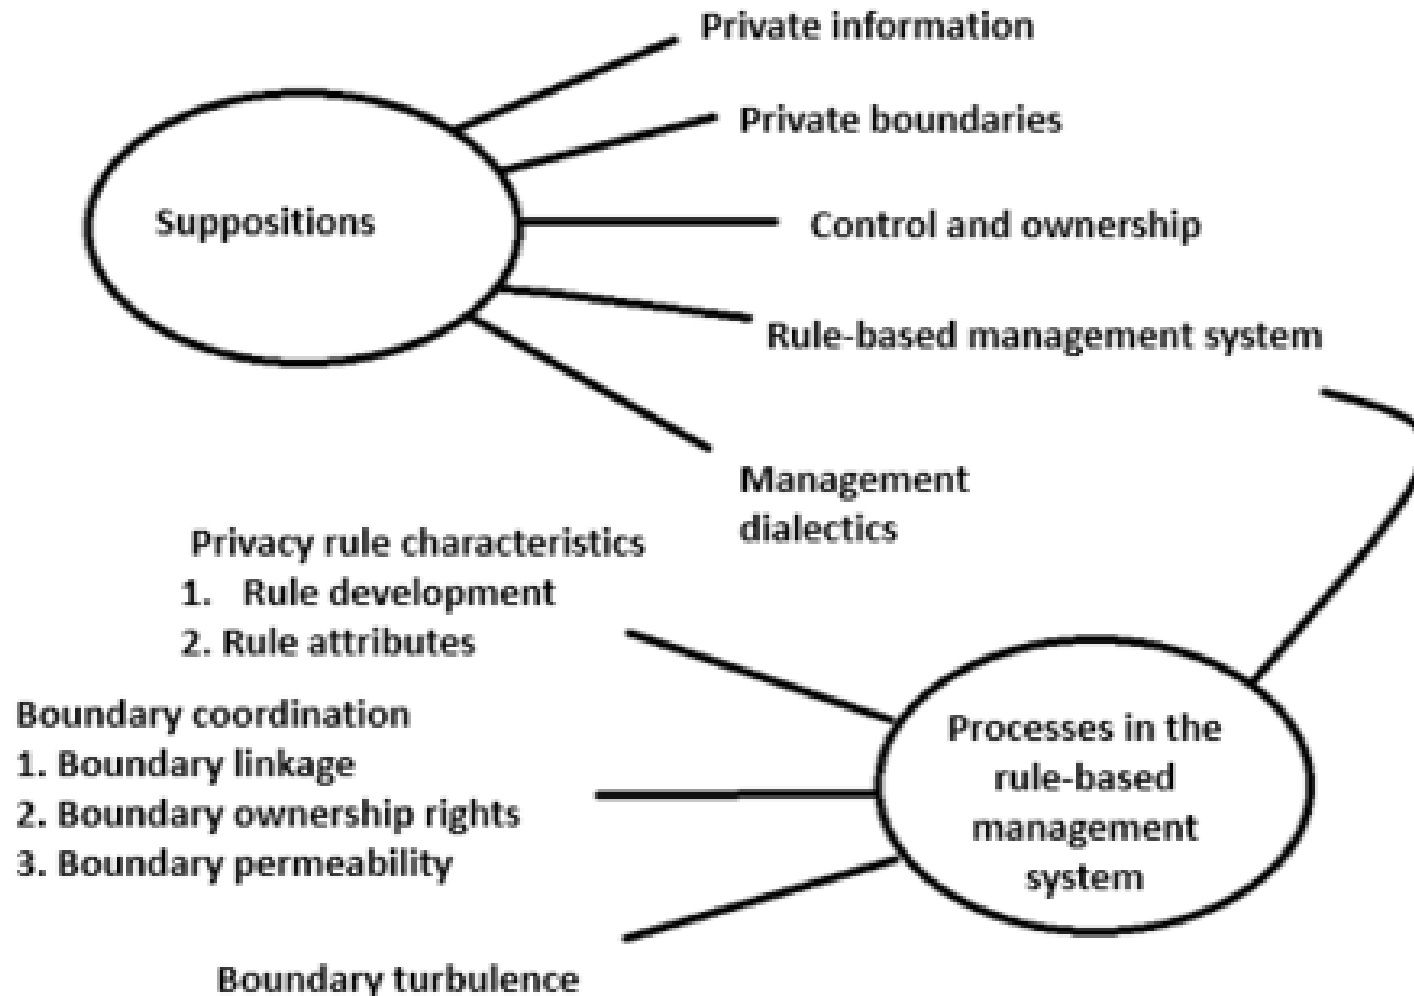 Private information
Private boundaries
Suppositions
Control and ownership
Rule-based management system
Management
dialectics
Privacy rule characteristics
1. Rule development
2. Rule attributes
Boundary coordination
1. Boundary linkage
2. Boundary ownership rights
3. Boundary permeability
Processes in the
rule-based
management
system
Boundary turbulence